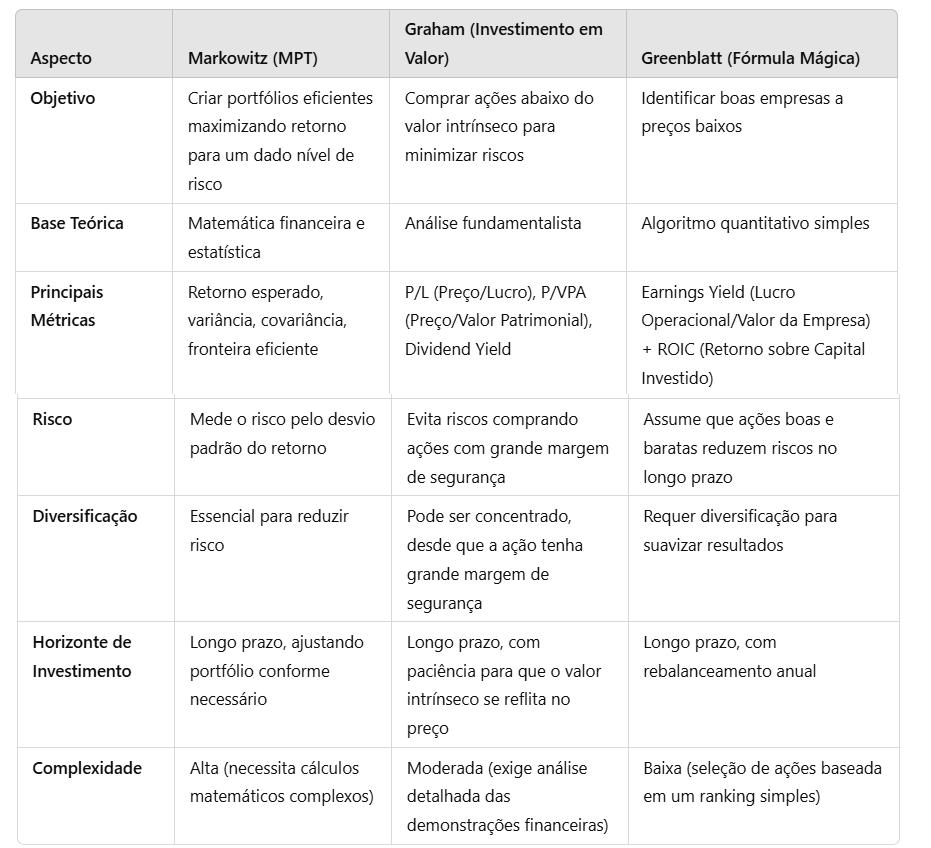 Aspecto
Markowitz (MPT)
Graham (Investimento em
Valor)
Greenblatt (Fórmula Mágica)
Objetivo
Criar portfólios eficientes
maximizando retorno
para um dado nível de
risco
Comprar ações abaixo do
valor intrínseco para
minimizar riscos
Identificar boas empresas a
preços baixos
Base Teórica
Matemática financeira e
estatística
Análise fundamentalista
Algoritmo quantitativo simples
Principais
Métricas
Retorno esperado,
variância, covariância,
fronteira eficiente
P/L (Preço/Lucro), P/VPA
(Preço/Valor Patrimonial),
Dividend Yield
Earnings Yield (Lucro
Operacional/Valor da Empresa)
+ ROIC (Retorno sobre Capital
Investido)
Risco
Mede o risco pelo desvio
padrão do retorno
Evita riscos comprando
ações com grande margem
de segurança
Assume que ações boas e
baratas reduzem riscos no
longo prazo
Diversificação
Essencial para reduzir
risco
Pode ser concentrado,
desde que a ação tenha
grande margem de
segurança
Requer diversificação para
suavizar resultados
Horizonte de
Investimento
Longo prazo, ajustando
portfólio conforme
necessário
Longo prazo, com
paciência para que o valor
intrínseco se reflita no
preço
Longo prazo, com
rebalanceamento anual
Complexidade
Alta (necessita cálculos
matemáticos complexos)
Moderada (exige análise
detalhada das
demonstrações financeiras)
Baixa (seleção de ações baseada
em um ranking simples)